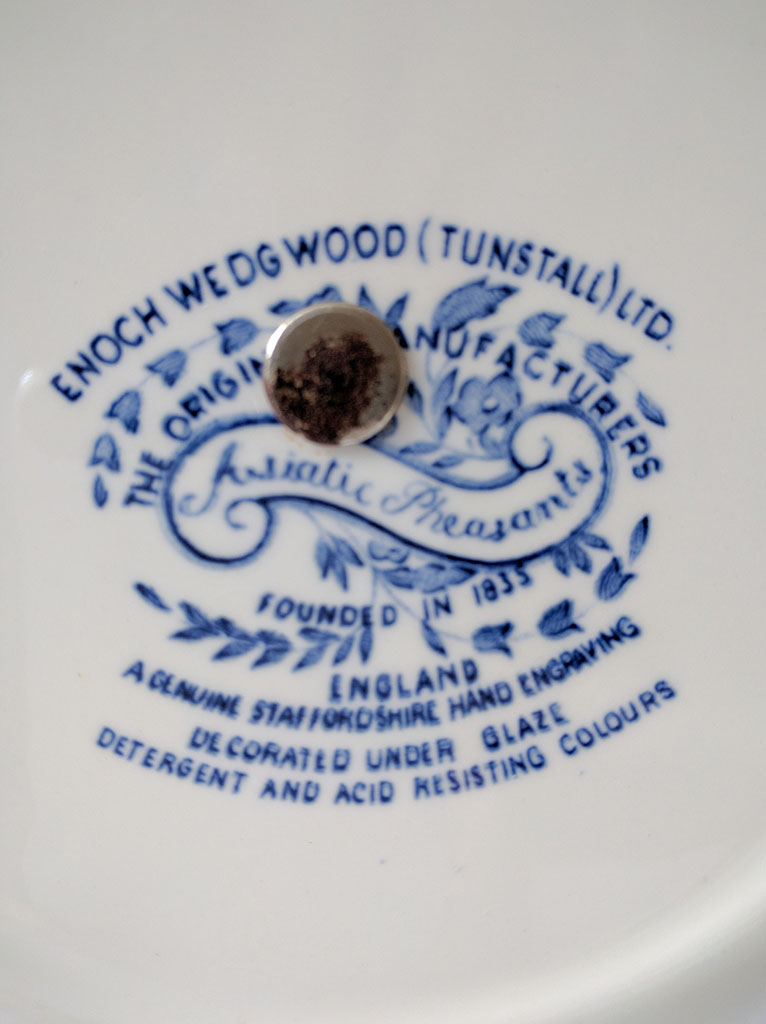 ENOCH WEDGWOOD (TUNSTALL) LTD.
THE ORIGIN MANUFACTURERS
Asiatic Pheasants
FOUNDED IN 1835
ENGLAND
A GENUINE STAFFORDSHIRE HAND ENGRAVING
DECORATED UNDER GLAZE
DETERGENT AND ACID RESISTING COLOURS